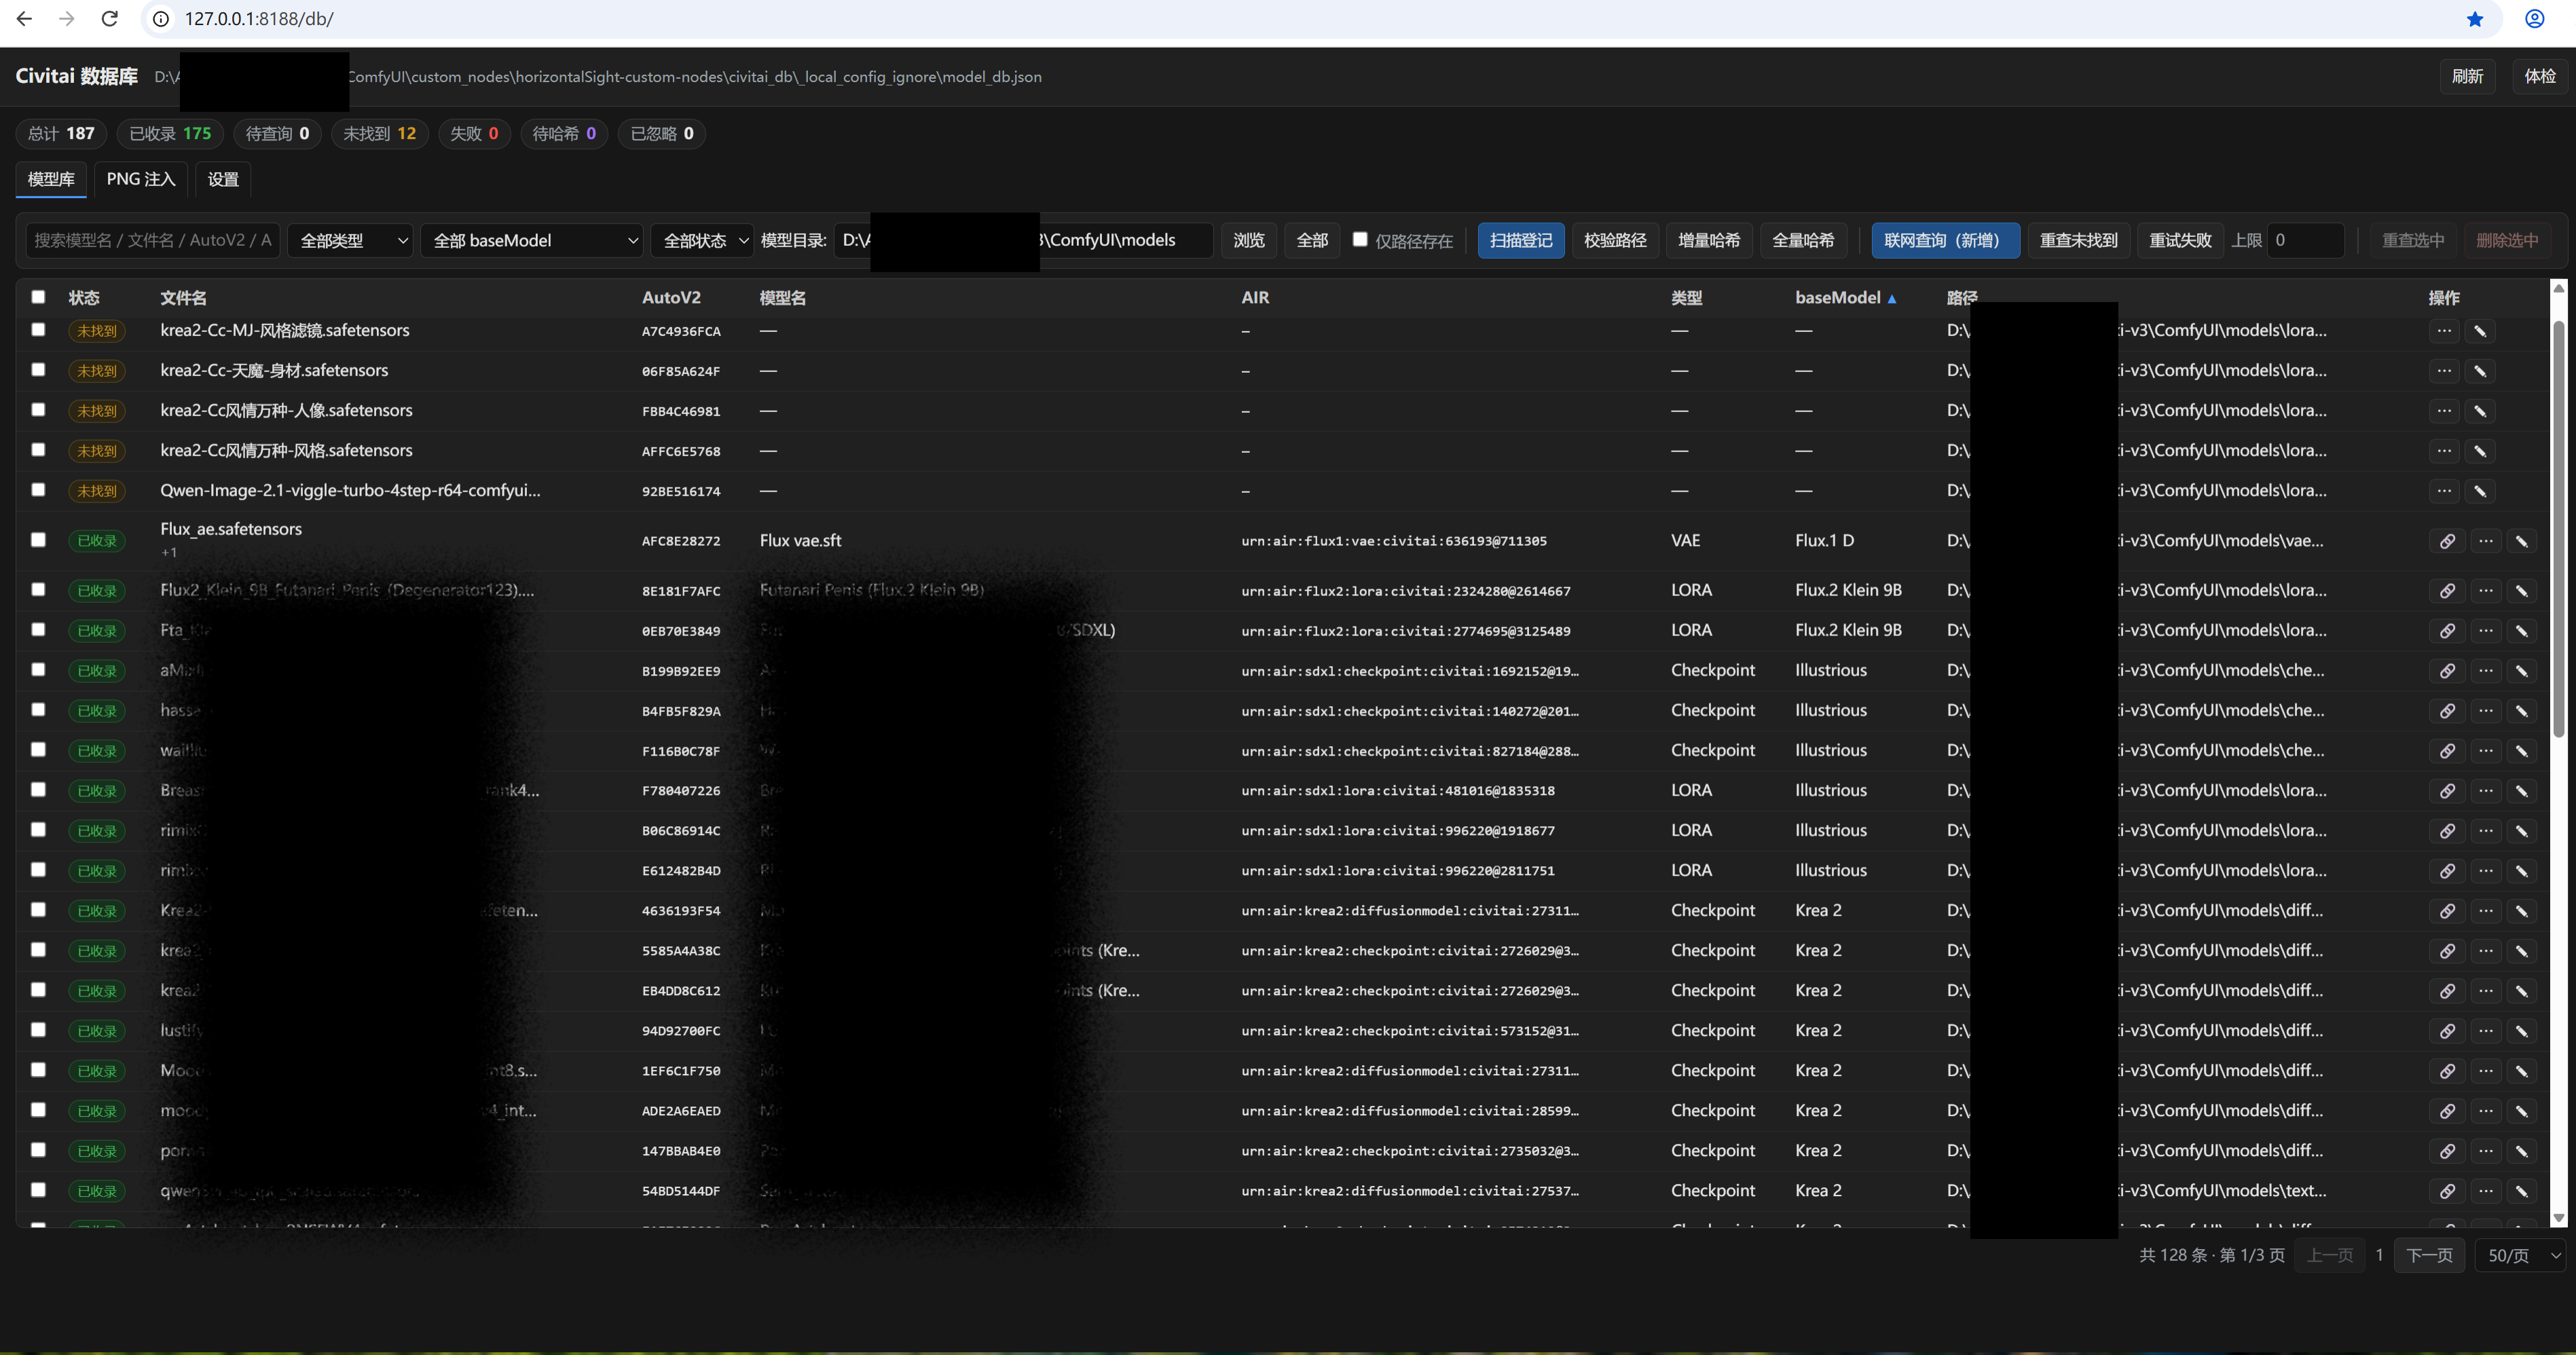 127.0.0.1:8188/db/
Civitai 数据库 D:\A ComfyUI\custom_nodes\horizontalSight-custom-nodes\civitai_db\_local_config_ignore\model_db.json 刷新 体检
总计 187 已收录 175 待查询 0 未找到 12 失败 0 待哈希 0 已忽略 0
模型库 PNG 注入 设置
搜索模型名 / 文件名 / AutoV2 / A 全部类型 全部 baseModel 全部状态 模型目录: D:\A 3\ComfyUI\models 浏览 全部 仅路径存在 扫描登记 校验路径 增量哈希 全量哈希 联网查询（新增） 重查未找到 重试失败 上限 0 重查选中 删除选中
状态 文件名 AutoV2 模型名 AIR 类型 baseModel ▲ 路径 操作
未找到 krea2-Cc-MJ-风格滤镜.safetensors A7C4936FCA — – — — D:\ i-v3\ComfyUI\models\lora... ...
未找到 krea2-Cc-天魔-身材.safetensors 06F85A624F — – — — D:\ i-v3\ComfyUI\models\lora... ...
未找到 krea2-Cc风情万种-人像.safetensors FBB4C46981 — – — — D:\ i-v3\ComfyUI\models\lora... ...
未找到 krea2-Cc风情万种-风格.safetensors AFFC6E5768 — – — — D:\ i-v3\ComfyUI\models\lora... ...
未找到 Qwen-Image-2.1-viggle-turbo-4step-r64-comfyui... 92BE516174 — – — — D:\ i-v3\ComfyUI\models\lora... ...
已收录 Flux_ae.safetensors +1 AFC8E28272 Flux vae.sft urn:air:flux1:vae:civitai:636193@711305 VAE Flux.1 D D:\ i-v3\ComfyUI\models\vae... ...
已收录 Flux2_Klein_9B_Futanari_Penis_(Degenerator123).... 8E181F7AFC Futanari Penis (Flux.2 Klein 9B) urn:air:flux2:lora:civitai:2324280@2614667 LORA Flux.2 Klein 9B D:\ i-v3\ComfyUI\models\lora... ...
已收录 Fta_ 0EB70E3849 /SDXL) urn:air:flux2:lora:civitai:2774695@3125489 LORA Flux.2 Klein 9B D:\ i-v3\ComfyUI\models\lora... ...
已收录 B199B92EE9 urn:air:sdxl:checkpoint:civitai:1692152@19... Checkpoint Illustrious D:\ i-v3\ComfyUI\models\che... ...
已收录 hass B4FB5F829A urn:air:sdxl:checkpoint:civitai:140272@201... Checkpoint Illustrious D:\ i-v3\ComfyUI\models\che... ...
已收录 F116B0C78F urn:air:sdxl:checkpoint:civitai:827184@288... Checkpoint Illustrious D:\ i-v3\ComfyUI\models\che... ...
已收录 rank4... F780407226 urn:air:sdxl:lora:civitai:481016@1835318 LORA Illustrious D:\ i-v3\ComfyUI\models\lora... ...
已收录 B06C86914C urn:air:sdxl:lora:civitai:996220@1918677 LORA Illustrious D:\ i-v3\ComfyUI\models\lora... ...
已收录 E612482B4D urn:air:sdxl:lora:civitai:996220@2811751 LORA Illustrious D:\ i-v3\ComfyUI\models\lora... ...
已收录 feten... 4636193F54 urn:air:krea2:diffusionmodel:civitai:27311... Checkpoint Krea 2 D:\ i-v3\ComfyUI\models\diff... ...
已收录 krea2 5585A4A38C ints (Kre... urn:air:krea2:checkpoint:civitai:2726029@3... Checkpoint Krea 2 D:\ i-v3\ComfyUI\models\diff... ...
已收录 krea2 EB4DD8C612 ints (Kre... urn:air:krea2:checkpoint:civitai:2726029@3... Checkpoint Krea 2 D:\ i-v3\ComfyUI\models\diff... ...
已收录 lustify 94D92700FC urn:air:krea2:checkpoint:civitai:573152@31... Checkpoint Krea 2 D:\ i-v3\ComfyUI\models\diff... ...
已收录 Moo nt8.s... 1EF6C1F750 urn:air:krea2:diffusionmodel:civitai:27311... Checkpoint Krea 2 D:\ i-v3\ComfyUI\models\diff... ...
已收录 moo 4_int... ADE2A6EAED urn:air:krea2:diffusionmodel:civitai:28599... Checkpoint Krea 2 D:\ i-v3\ComfyUI\models\diff... ...
已收录 147BBAB4E0 urn:air:krea2:checkpoint:civitai:2735032@3... Checkpoint Krea 2 D:\ i-v3\ComfyUI\models\diff... ...
已收录 54BD5144DF urn:air:krea2:diffusionmodel:civitai:27537... Checkpoint Krea 2 D:\ i-v3\ComfyUI\models\text... ...
共 128 条 · 第 1/3 页 上一页 1 下一页 50/页